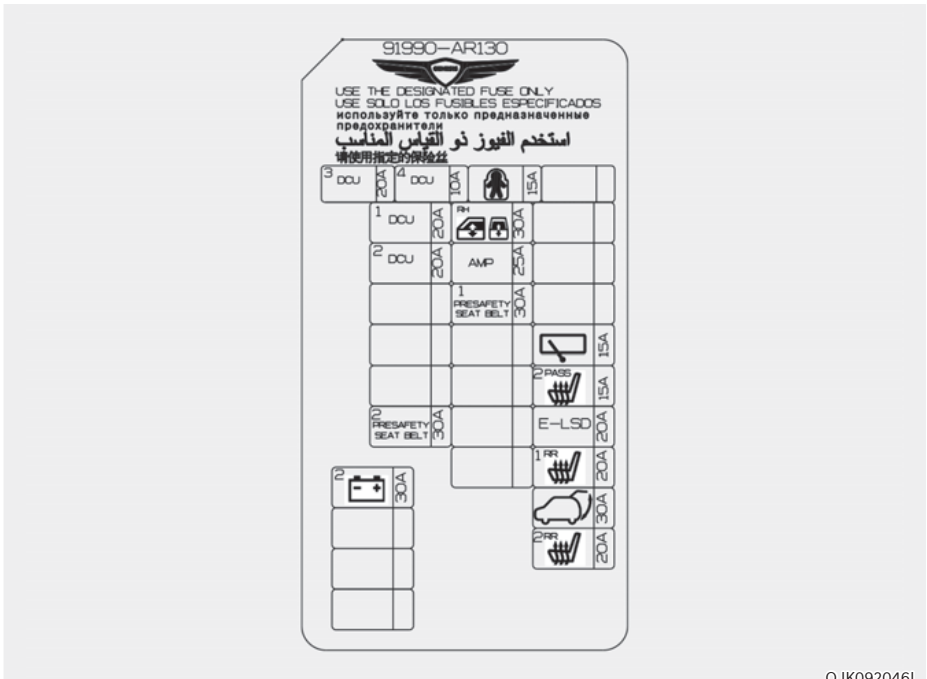 91990-AR130
USE THE DESIGNATED FUSE ONLY
USE SOLO LOS FUSIBLES ESPECIFICADOS
используйте только предназначенные
предохранители
استخدم الفيوز ذو القياس المناسب
请使用指定的保险丝
3 DCU 20A 4 DCU 10A 15A
1 DCU 20A RH 30A
2 DCU 20A AMP 25A
1 PRESAFETY SEAT BELT 30A
15A
2 PASS 15A
2 PRESAFETY SEAT BELT 30A E-LSD 20A
1 RR 20A
2 - + 30A
30A
2 RR 20A
OJK092046L